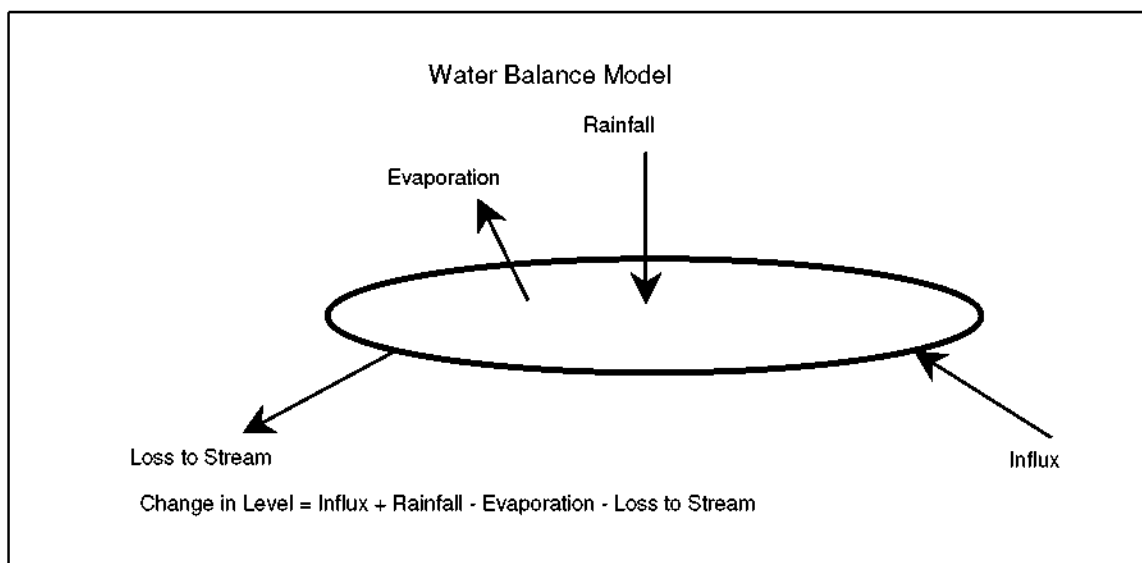 Water Balance Model
Rainfall
Evaporation
Loss to Stream
Influx
Change in Level = Influx + Rainfall - Evaporation - Loss to Stream